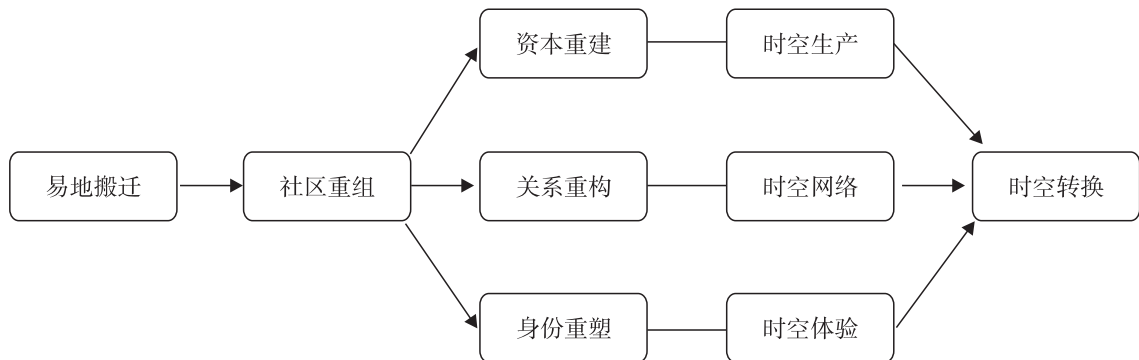 资本重建
时空生产
易地搬迁
社区重组
关系重构
时空网络
时空转换
身份重塑
时空体验